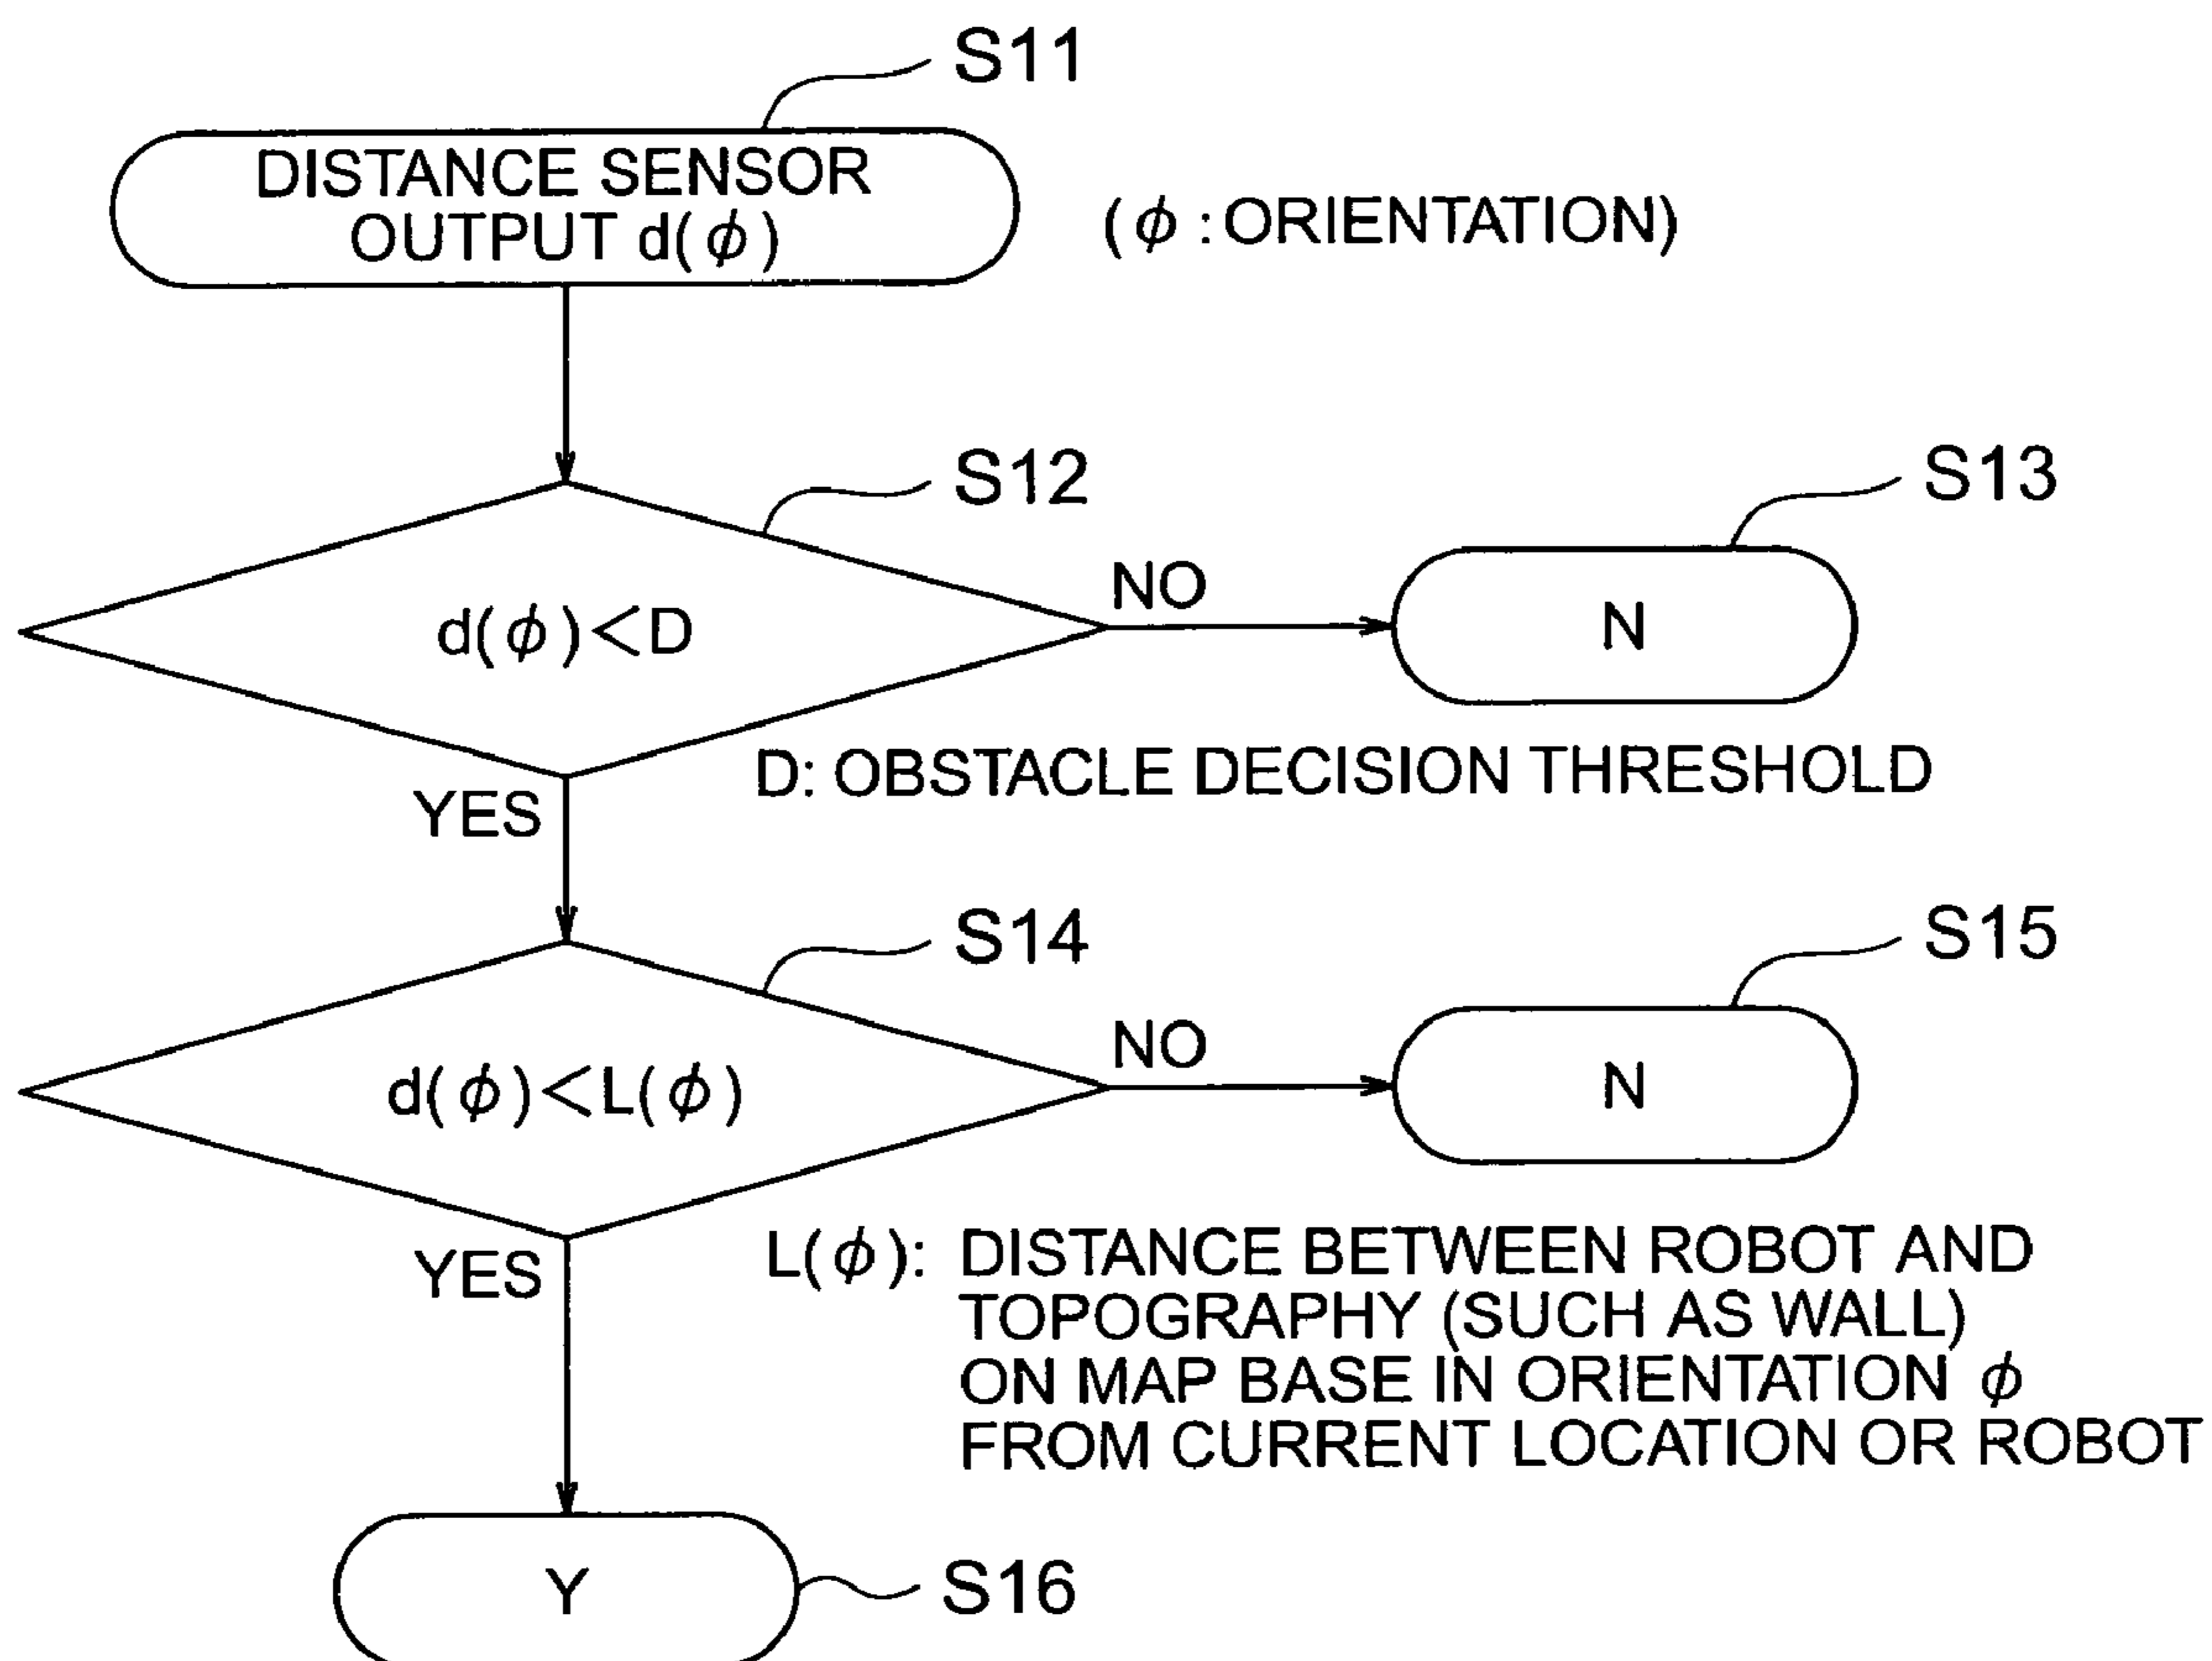 S11
DISTANCE SENSOR
OUTPUT d(ϕ)
(ϕ:ORIENTATION)
S12
S13
d(ϕ)<D
NO
N
D: OBSTACLE DECISION THRESHOLD
YES
S14
S15
d(ϕ)<L(ϕ)
NO
N
YES
L(ϕ): DISTANCE BETWEEN ROBOT AND
TOPOGRAPHY (SUCH AS WALL)
ON MAP BASE IN ORIENTATION ϕ
FROM CURRENT LOCATION OR ROBOT
Y
S16